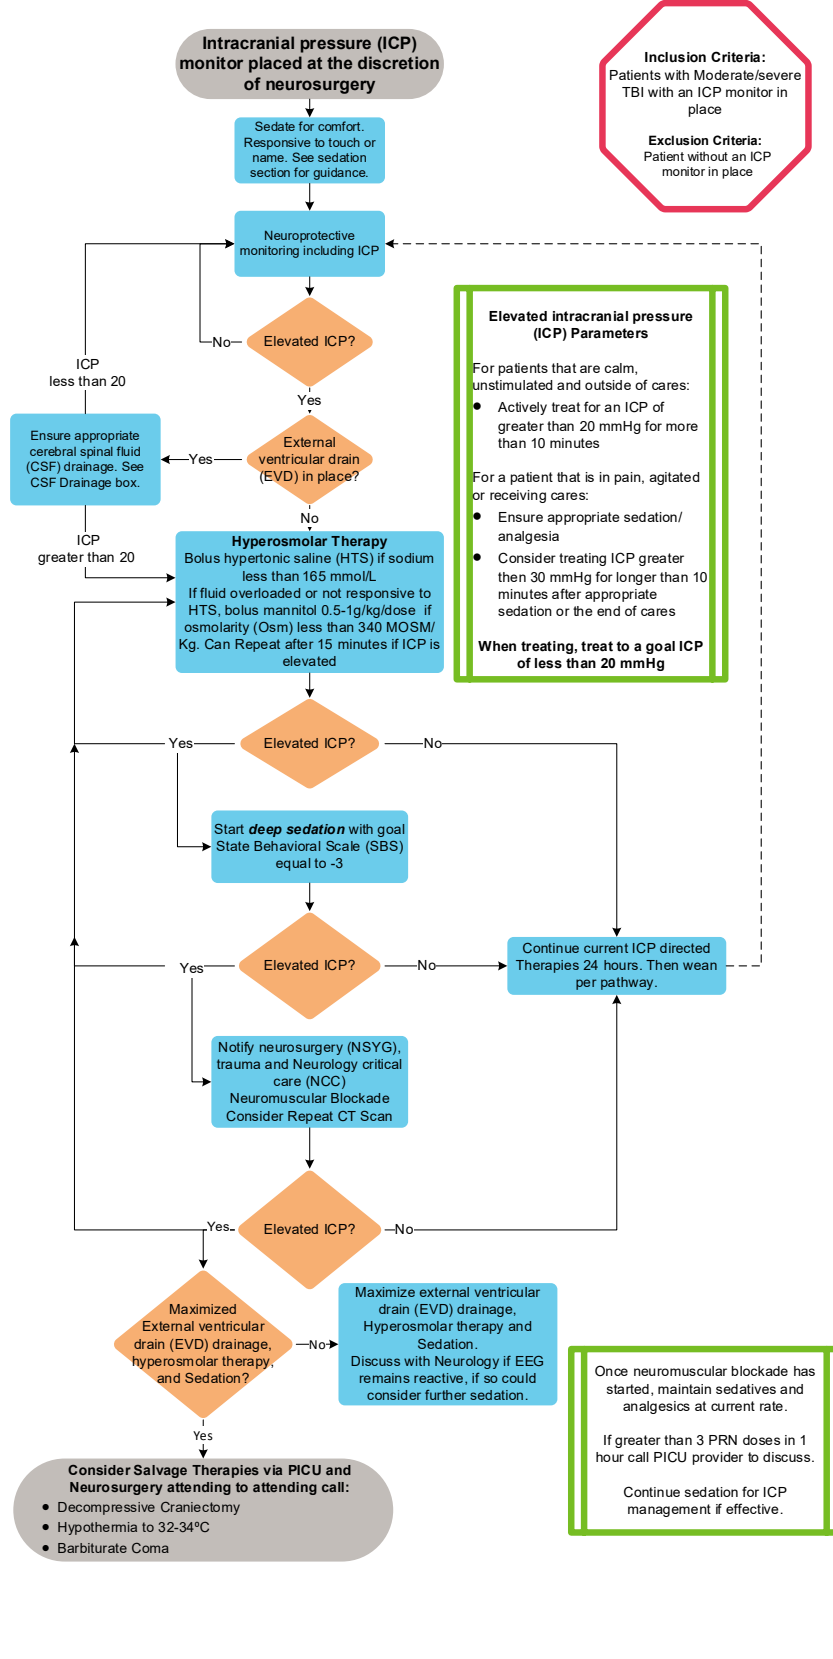 Intracranial pressure (ICP)
monitor placed at the discretion
of neurosurgery
Inclusion Criteria:
Patients with Moderate/severe
TBI with an ICP monitor in
place
Exclusion Criteria:
Patient without an ICP
monitor in place
Sedate for comfort.
Responsive to touch or
name. See sedation
section for guidance.
Neuroprotective
monitoring including ICP
Elevated ICP?
No
Yes
Elevated intracranial pressure
(ICP) Parameters
For patients that are calm,
unstimulated and outside of cares:
● Actively treat for an ICP of
greater than 20 mmHg for more
than 10 minutes
For a patient that is in pain, agitated
or receiving cares:
● Ensure appropriate sedation/
analgesia
● Consider treating ICP greater
then 30 mmHg for longer than 10
minutes after appropriate
sedation or the end of cares
When treating, treat to a goal ICP
of less than 20 mmHg
ICP
less than 20
External
ventricular drain
(EVD) in place?
Yes
No
Ensure appropriate
cerebral spinal fluid
(CSF) drainage. See
CSF Drainage box.
ICP
greater than 20
Hyperosmolar Therapy
Bolus hypertonic saline (HTS) if sodium
less than 165 mmol/L
If fluid overloaded or not responsive to
HTS, bolus mannitol 0.5-1g/kg/dose if
osmolarity (Osm) less than 340 MOSM/
Kg. Can Repeat after 15 minutes if ICP is
elevated
Elevated ICP?
Yes
No
Start deep sedation with goal
State Behavioral Scale (SBS)
equal to -3
Elevated ICP?
Yes
No
Continue current ICP directed
Therapies 24 hours. Then wean
per pathway.
Notify neurosurgery (NSYG),
trauma and Neurology critical
care (NCC)
Neuromuscular Blockade
Consider Repeat CT Scan
Elevated ICP?
Yes
No
Maximized
External ventricular
drain (EVD) drainage,
hyperosmolar therapy,
and Sedation?
No
Yes
Maximize external ventricular
drain (EVD) drainage,
Hyperosmolar therapy and
Sedation.
Discuss with Neurology if EEG
remains reactive, if so could
consider further sedation.
Once neuromuscular blockade has
started, maintain sedatives and
analgesics at current rate.
If greater than 3 PRN doses in 1
hour call PICU provider to discuss.
Continue sedation for ICP
management if effective.
Consider Salvage Therapies via PICU and
Neurosurgery attending to attending call:
● Decompressive Craniectomy
● Hypothermia to 32-34ºC
● Barbiturate Coma